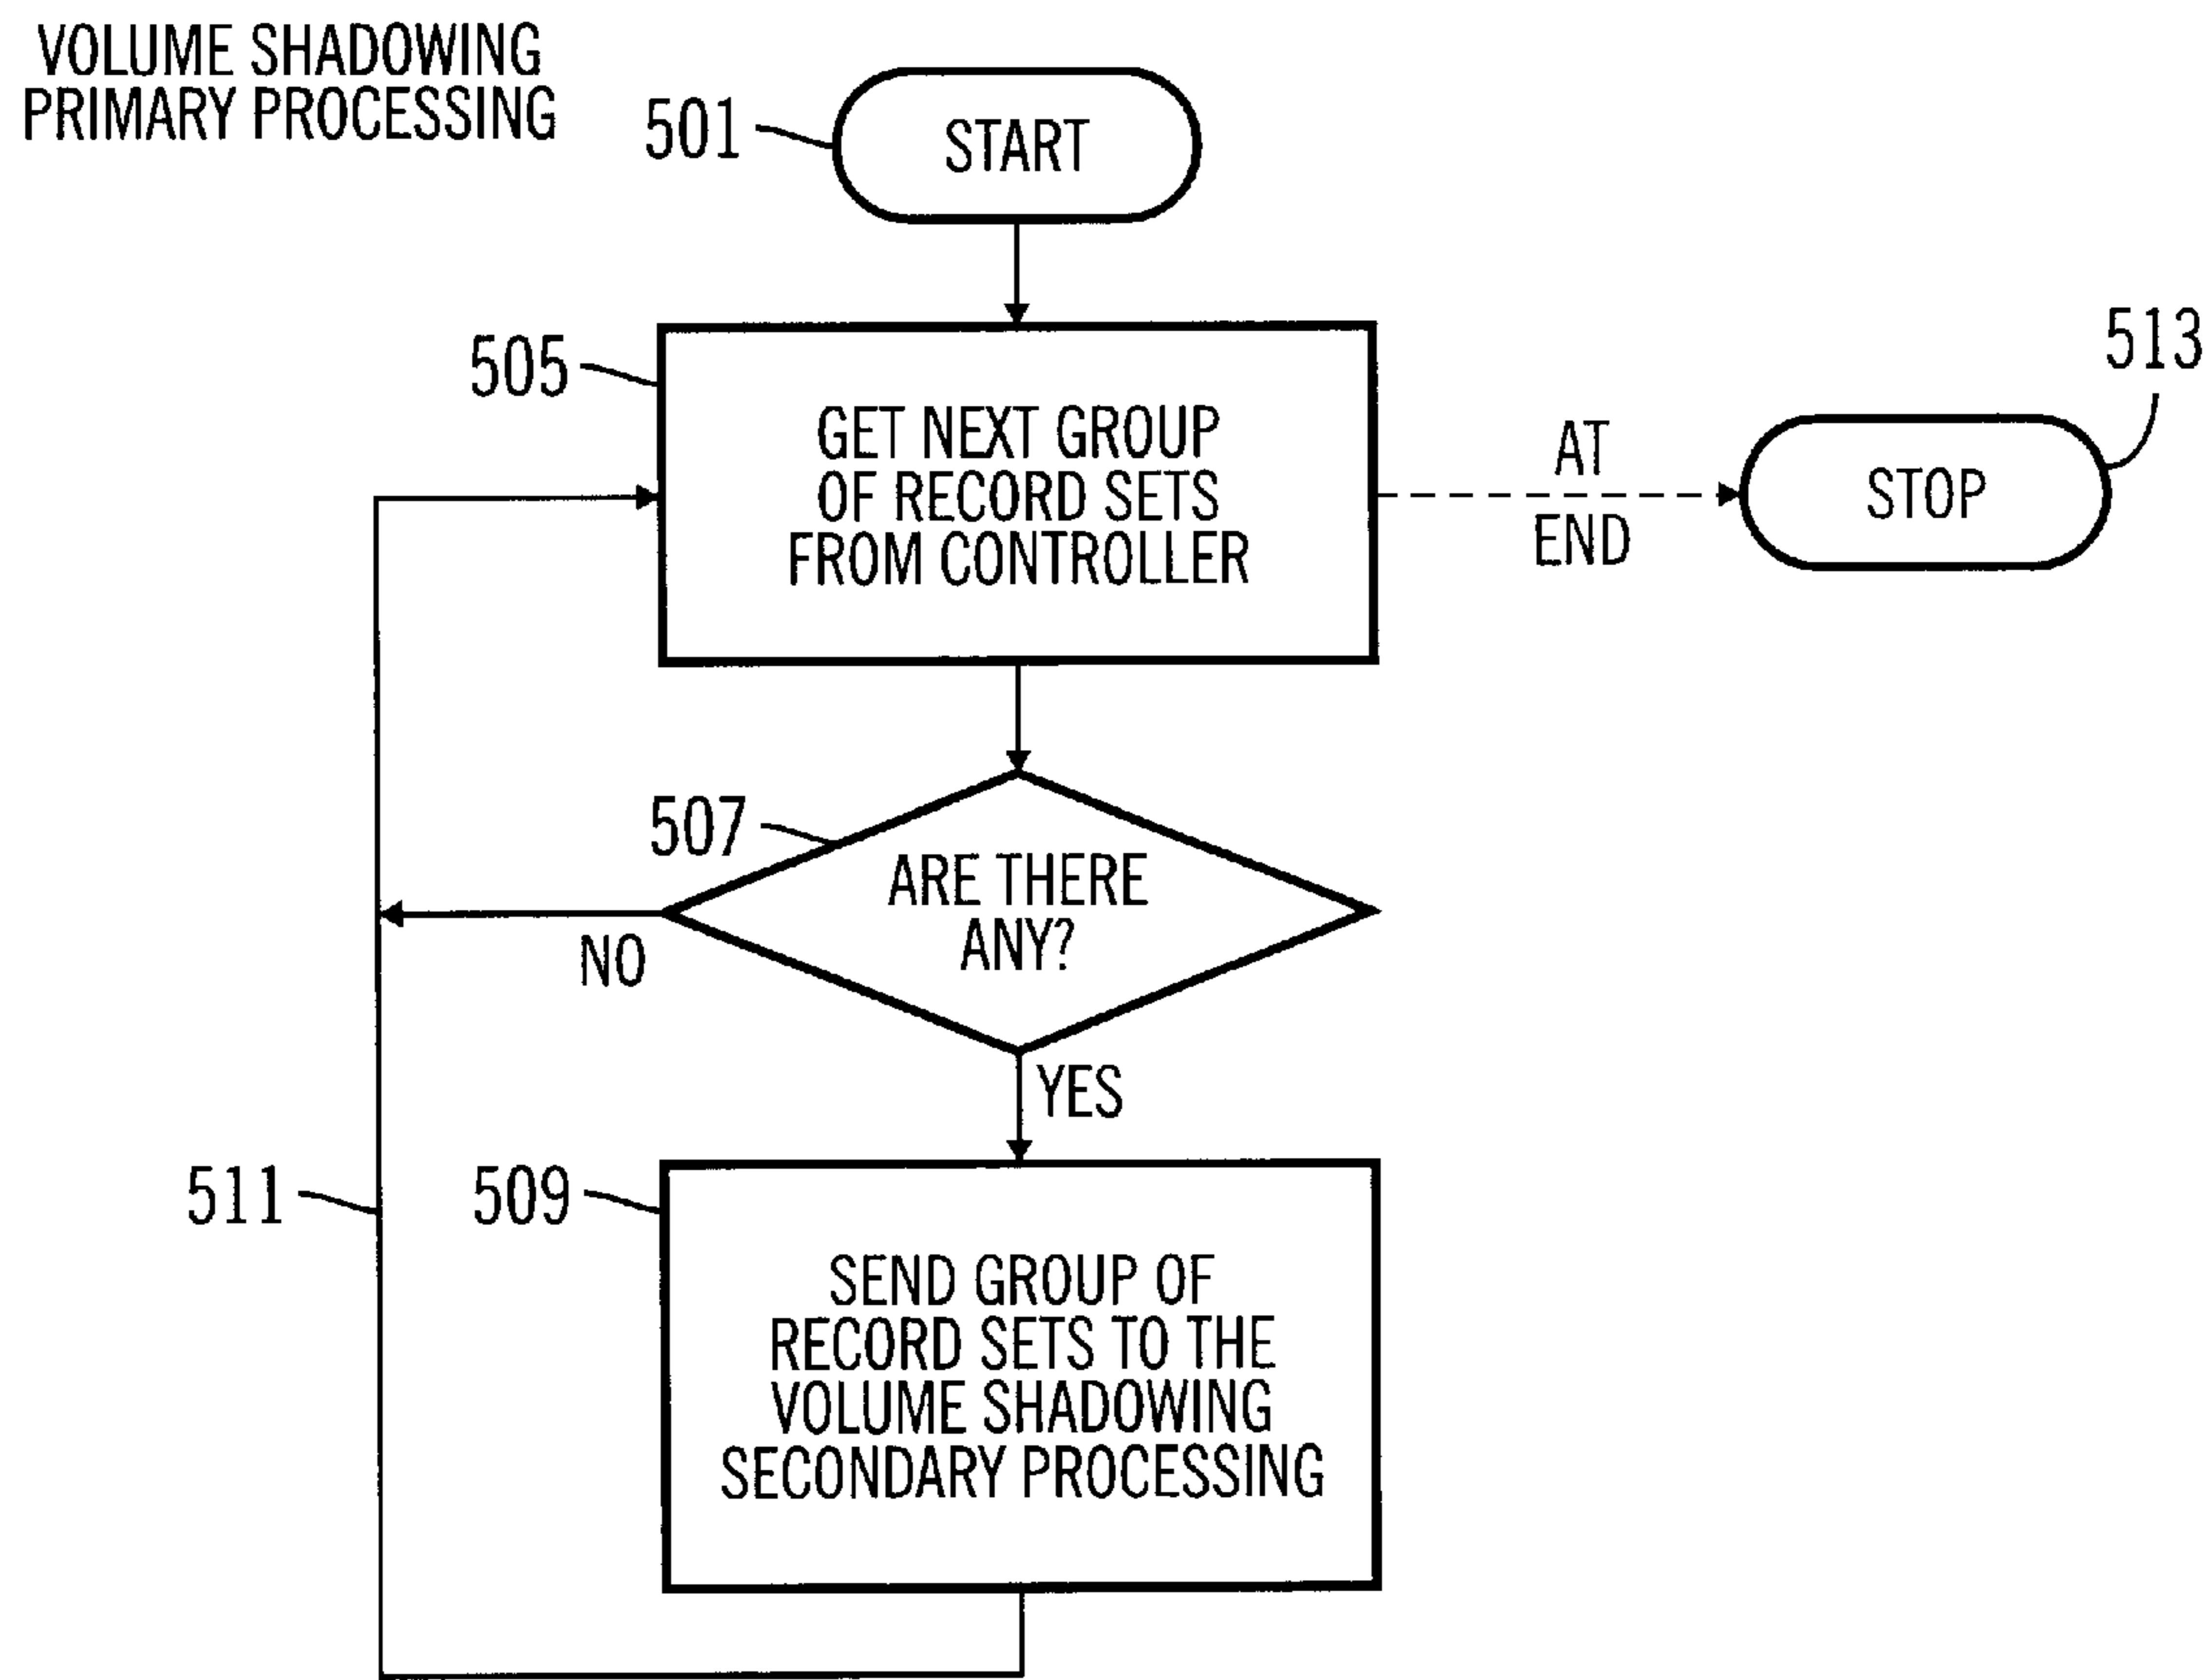 VOLUME SHADOWING
PRIMARY PROCESSING
501
START
505
GET NEXT GROUP
OF RECORD SETS
FROM CONTROLLER
AT
END
513
STOP
507
ARE THERE
ANY?
NO
YES
511
509
SEND GROUP OF
RECORD SETS TO THE
VOLUME SHADOWING
SECONDARY PROCESSING